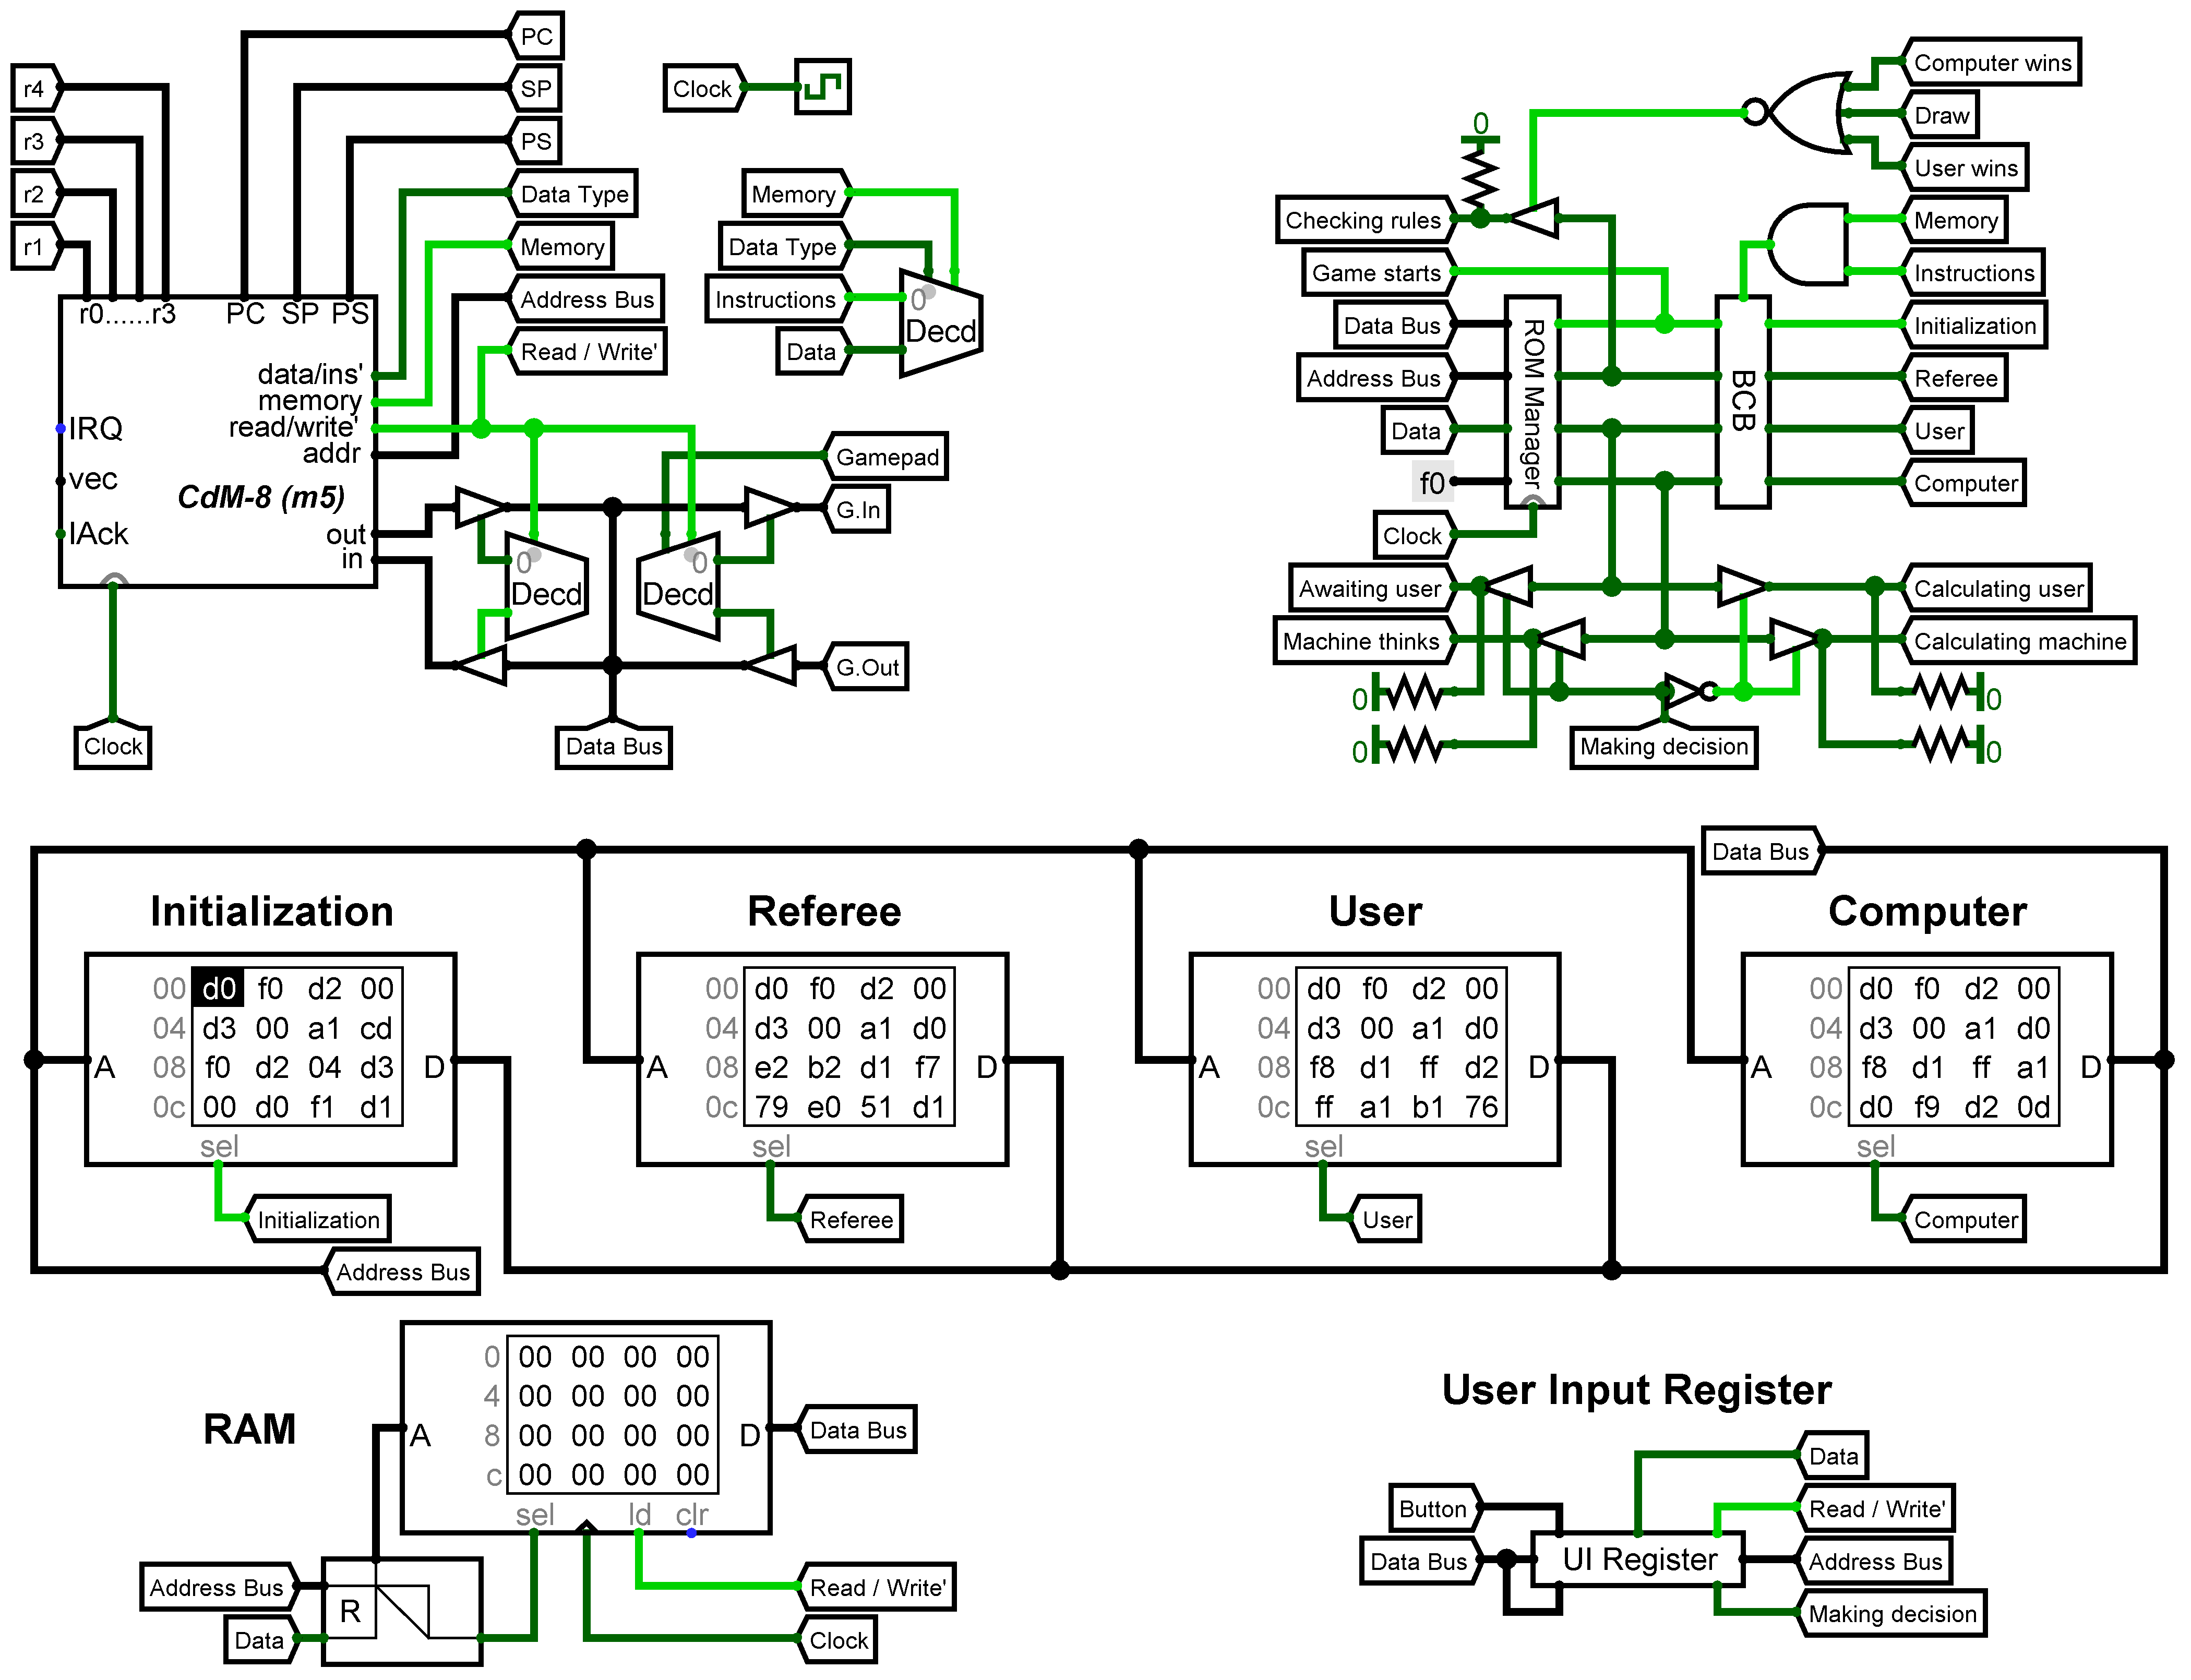 PC
SP
PS
r4
r3
r2
r1
Data Type
Memory
Address Bus
Read / Write'
r0......r3 PC SP PS
data/ins'
memory
read/write'
addr
IRQ
vec
IAck
CdM-8 (m5)
out
in
Clock
0
Decd
0
Decd
Gamepad
G.In
G.Out
Data Bus
Clock
Memory
Data Type
Instructions
Data
0
Decd
0
Computer wins
Draw
User wins
Memory
Instructions
Checking rules
Game starts
Data Bus
Address Bus
Data
f0
Clock
ROM Manager
BCB
Initialization
Referee
User
Computer
Awaiting user
Machine thinks
Calculating user
Calculating machine
0
0
0
0
Making decision
Data Bus
Initialization
00 d0 f0 d2 00
04 d3 00 a1 cd
A 08 f0 d2 04 d3 D
0c 00 d0 f1 d1
sel
Initialization
Address Bus
Referee
00 d0 f0 d2 00
04 d3 00 a1 d0
A 08 e2 b2 d1 f7 D
0c 79 e0 51 d1
sel
Referee
User
00 d0 f0 d2 00
04 d3 00 a1 d0
A 08 f8 d1 ff d2 D
0c ff a1 b1 76
sel
User
Computer
00 d0 f0 d2 00
04 d3 00 a1 d0
A 08 f8 d1 ff a1 D
0c d0 f9 d2 0d
sel
Computer
RAM
0 00 00 00 00
4 00 00 00 00
A 8 00 00 00 00 D
c 00 00 00 00
sel ld clr
Data Bus
Address Bus
R
Data
Read / Write'
Clock
User Input Register
Data
Button
Read / Write'
Data Bus
UI Register
Address Bus
Making decision